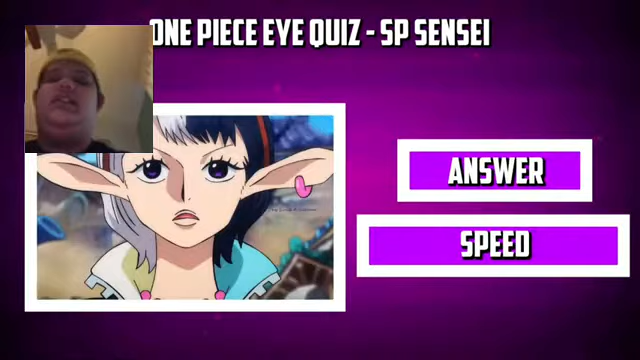 ONE PIECE EYE QUIZ - SP SENSEI
ANSWER
SPEED